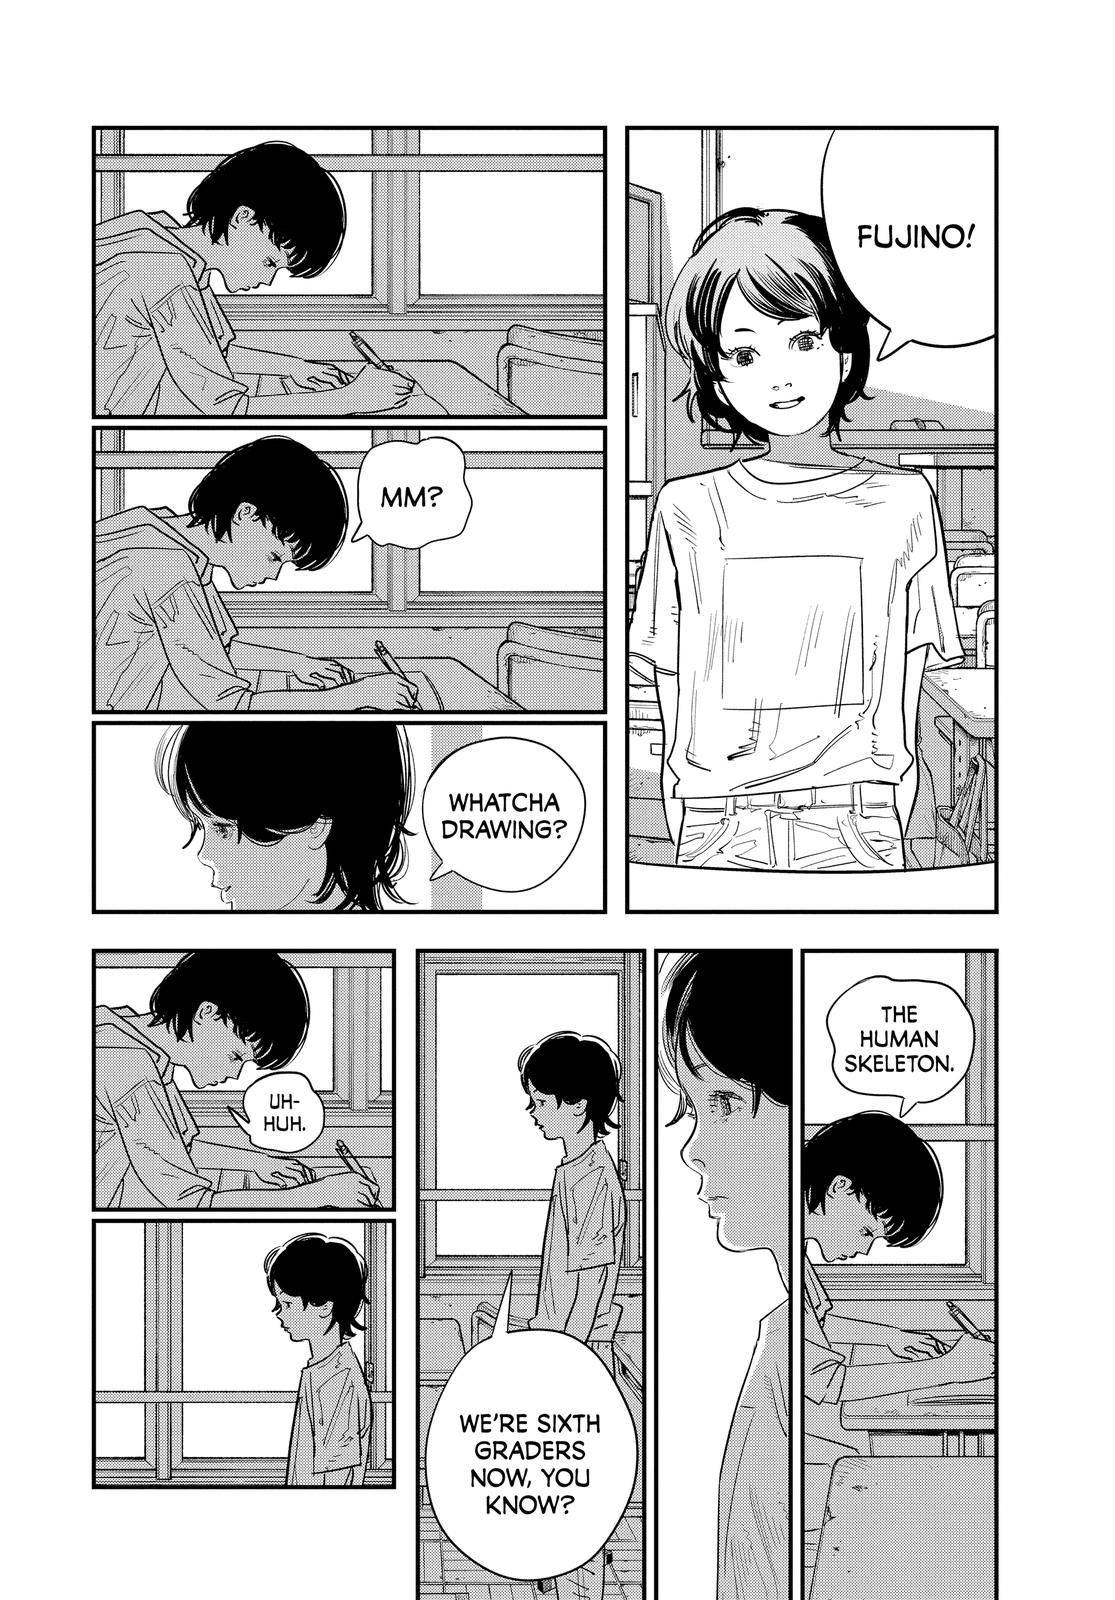 FUJINO!
MM?
WHATCHA
DRAWING?
THE
HUMAN
SKELETON.
WE'RE SIXTH
GRADERS
NOW, YOU
KNOW?
UH-
HUH.